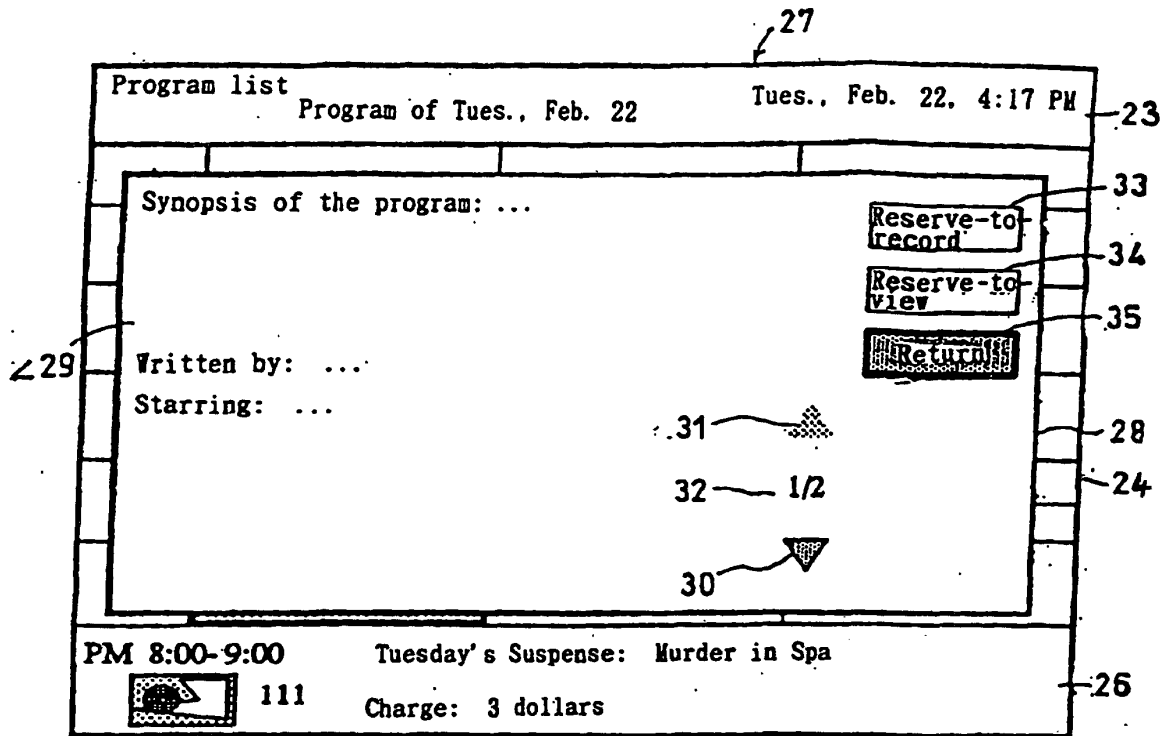 27
Program list
Program of Tues., Feb. 22
Tues., Feb. 22, 4:17 PM
23
Synopsis of the program: ...
33
Reserve-to-
record
34
Reserve-to-
view
35
Return
29
Written by: ...
Starring: ...
31
28
24
32
1/2
30
PM 8:00-9:00
Tuesday's Suspense: Murder in Spa
26
111
Charge: 3 dollars